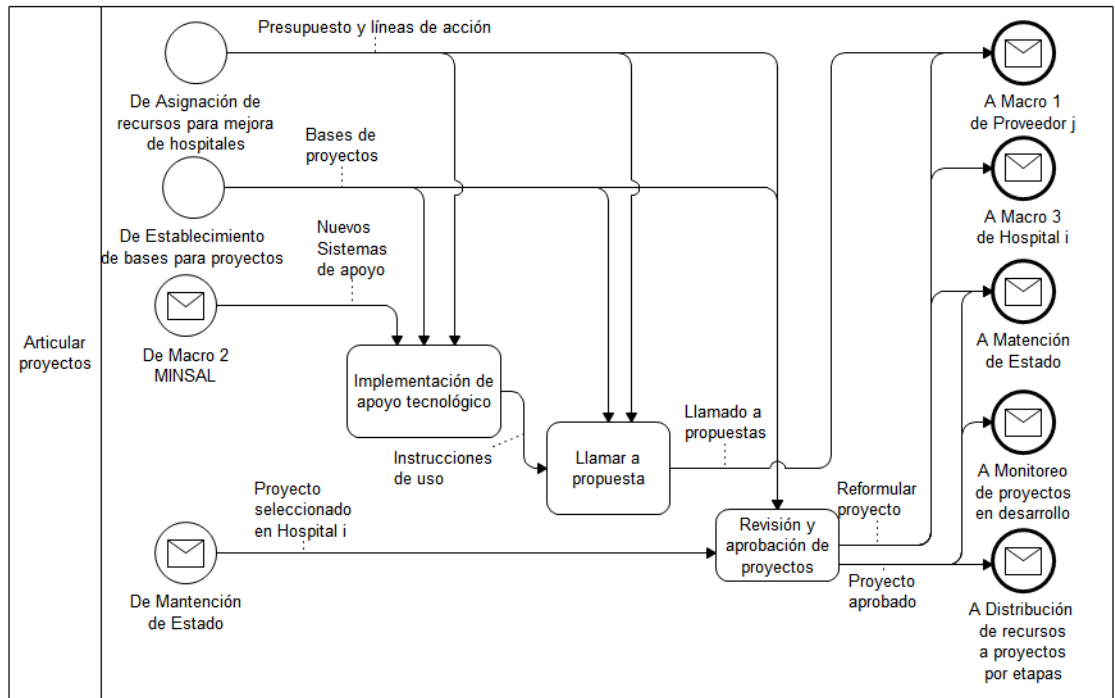 Articular
proyectos
Presupuesto y líneas de acción
De Asignación de
recursos para mejora
de hospitales
Bases de
proyectos
De Establecimiento
de bases para proyectos
Nuevos
Sistemas
de apoyo
De Macro 2
MINSAL
Implementación de
apoyo tecnológico
Instrucciones
de uso
Llamar a
propuesta
Llamado a
propuestas
Proyecto
seleccionado
en Hospital i
De Mantención
de Estado
Revisión y
aprobación de
proyectos
Reformular
proyecto
Proyecto
aprobado
A Macro 1
de Proveedor j
A Macro 3
de Hospital i
A Matención
de Estado
A Monitoreo
de proyectos
en desarrollo
A Distribución
de recursos
a proyectos
por etapas